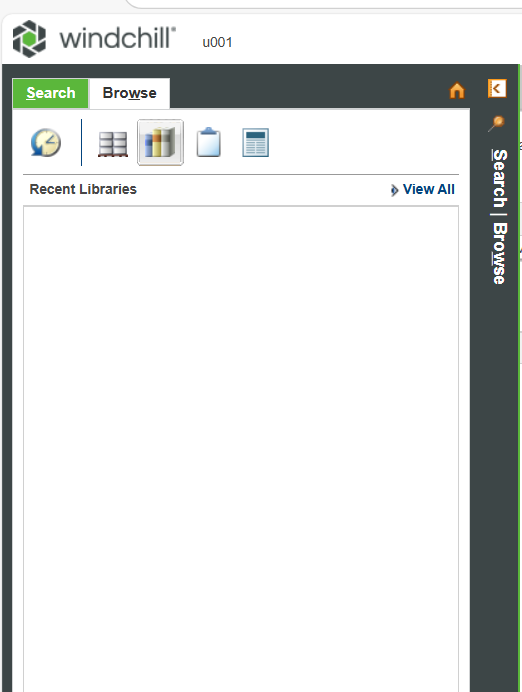 windchill® u001
Search Browse
Recent Libraries View All
Search | Browse